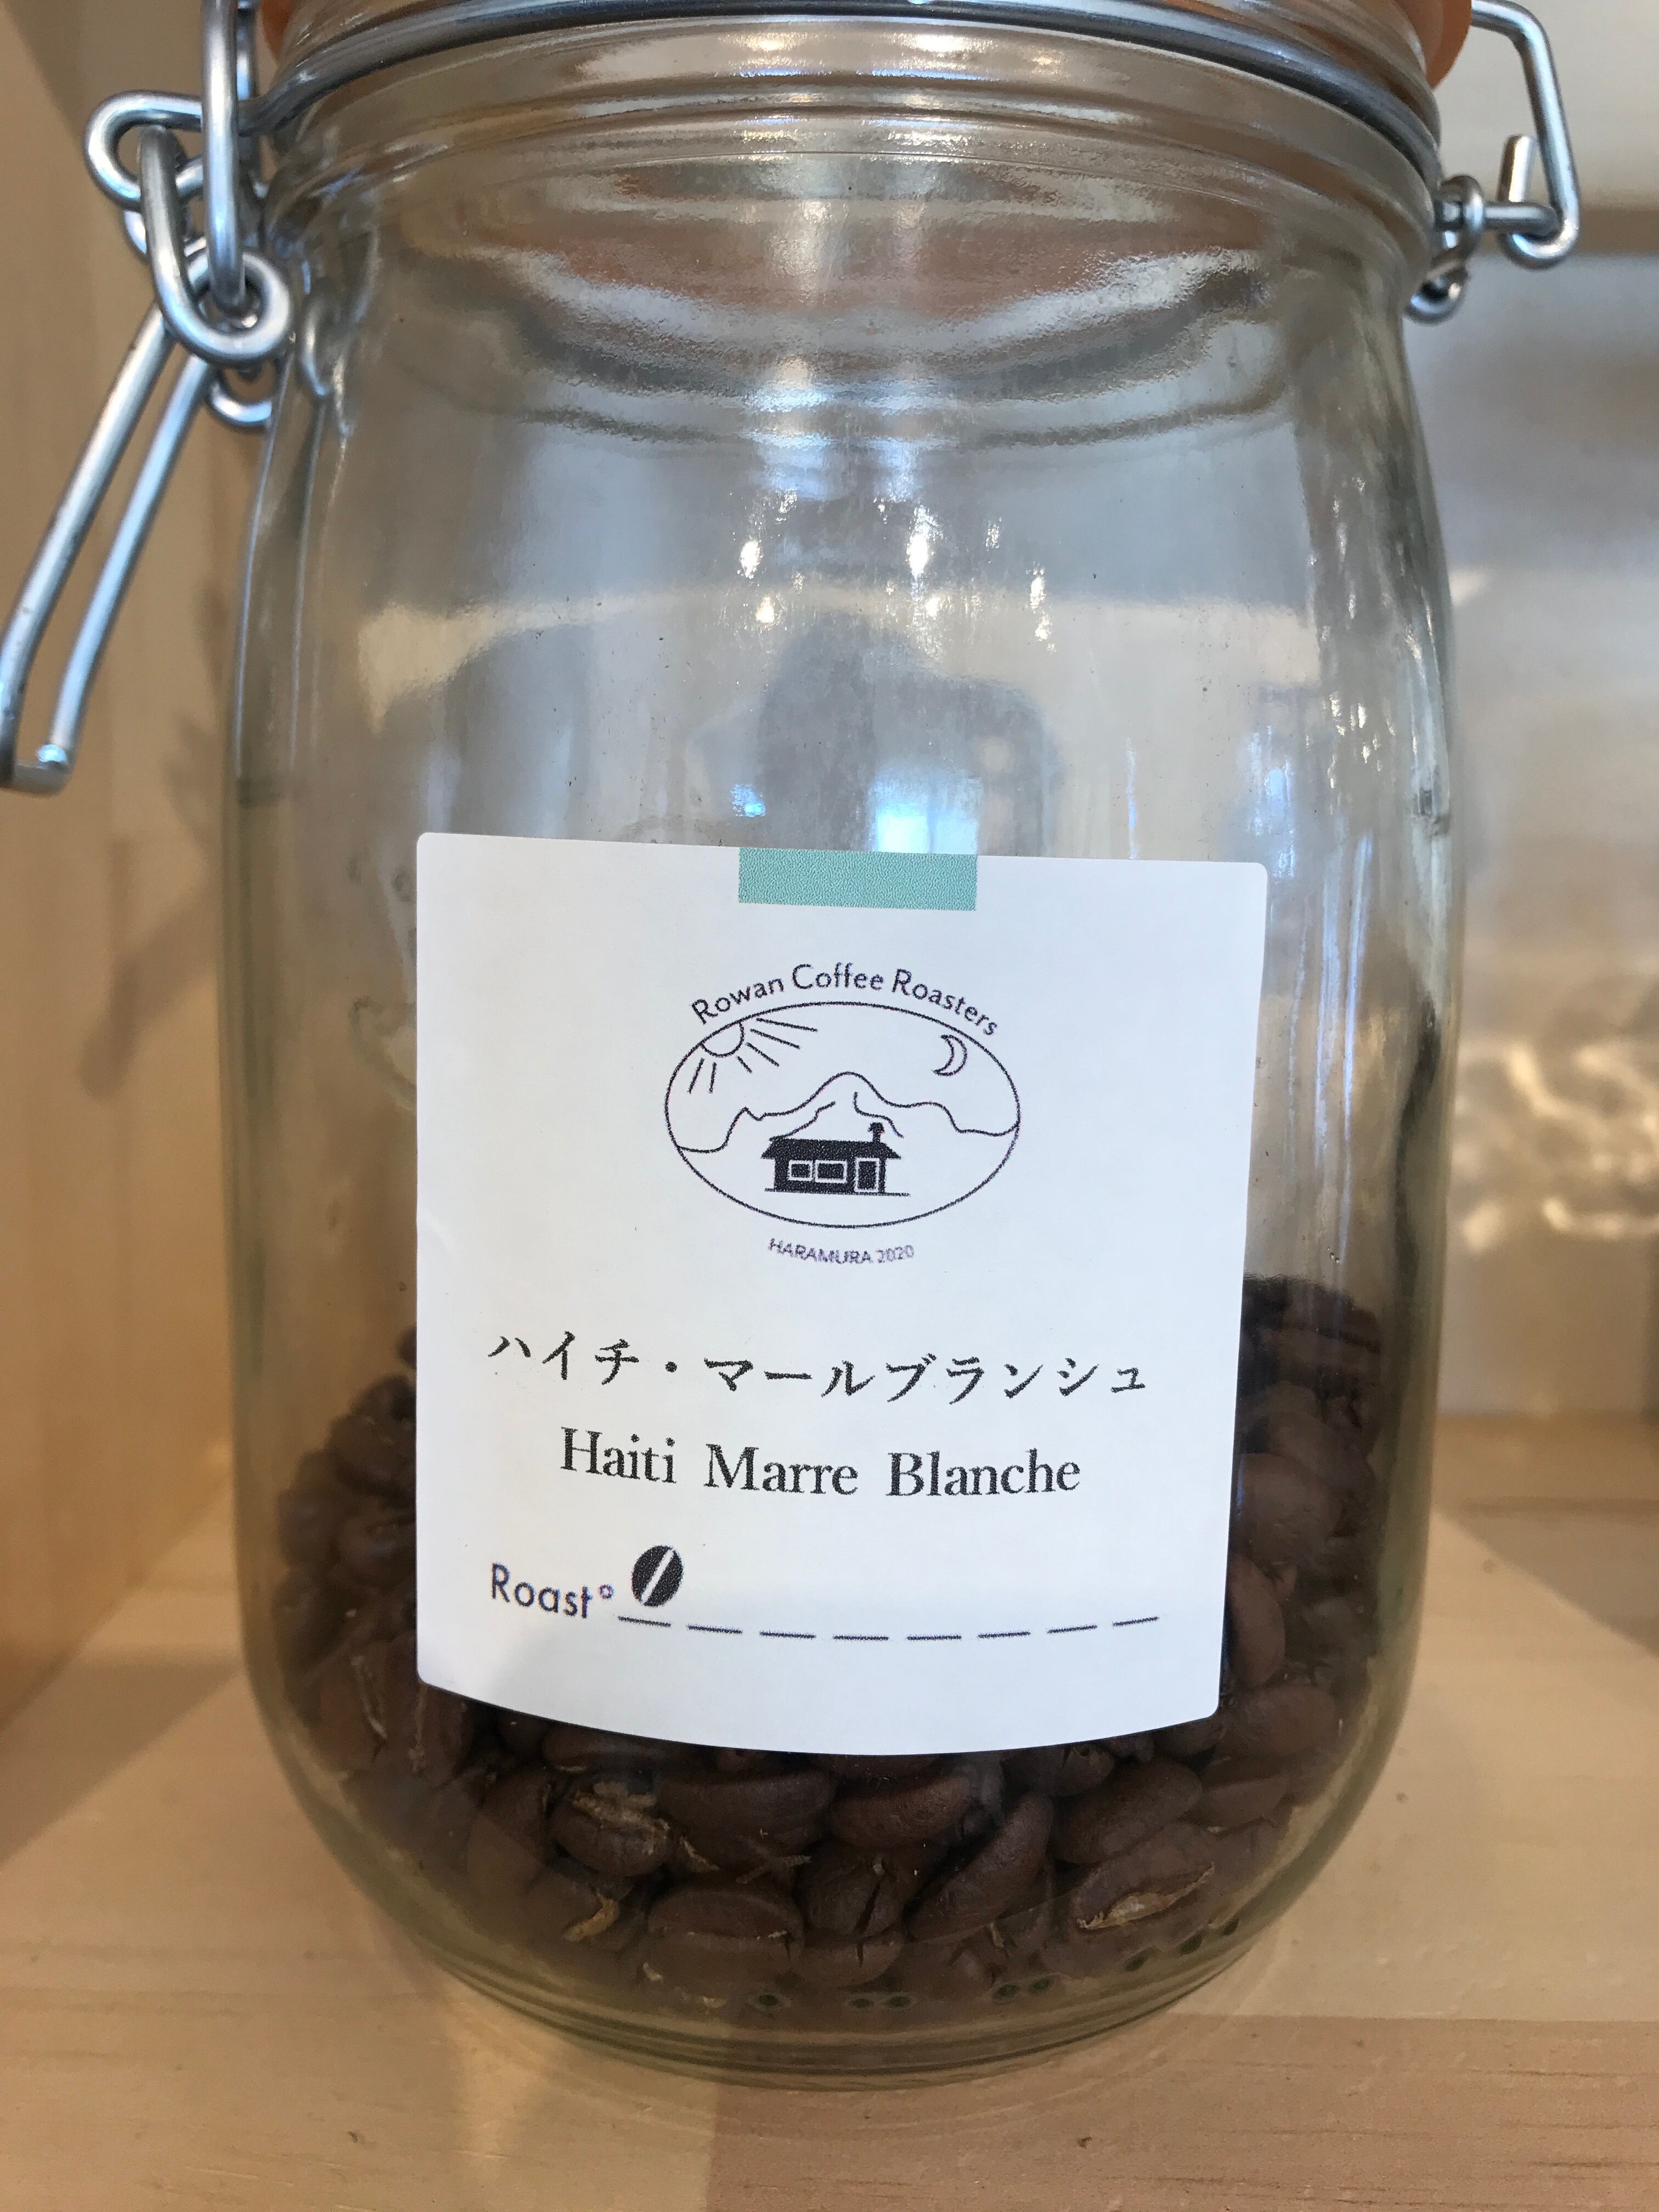 Rowan Coffee Roasters
HARAMURA 2020
ハイチ・マールブランシュ
Haiti Marre Blanche
Roast°